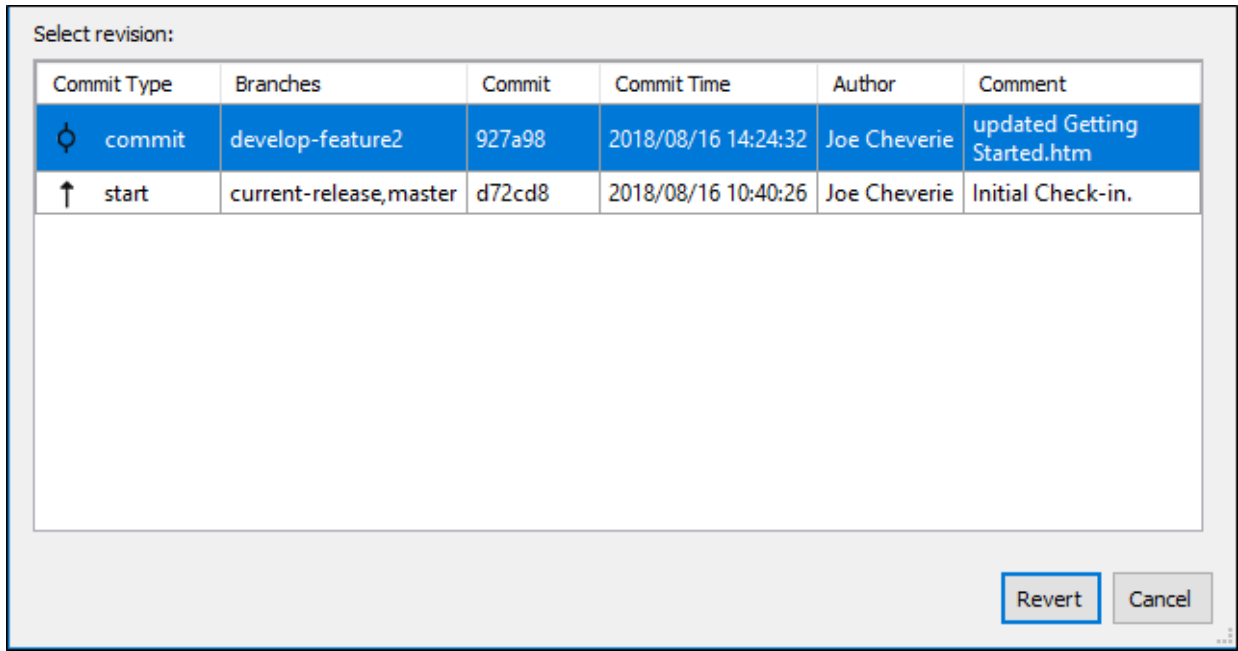 Select revision:
Commit Type Branches Commit Commit Time Author Comment
commit develop-feature2 927a98 2018/08/16 14:24:32 Joe Cheverie updated Getting
Started.htm
start current-release,master d72cd8 2018/08/16 10:40:26 Joe Cheverie Initial Check-in.
Revert Cancel